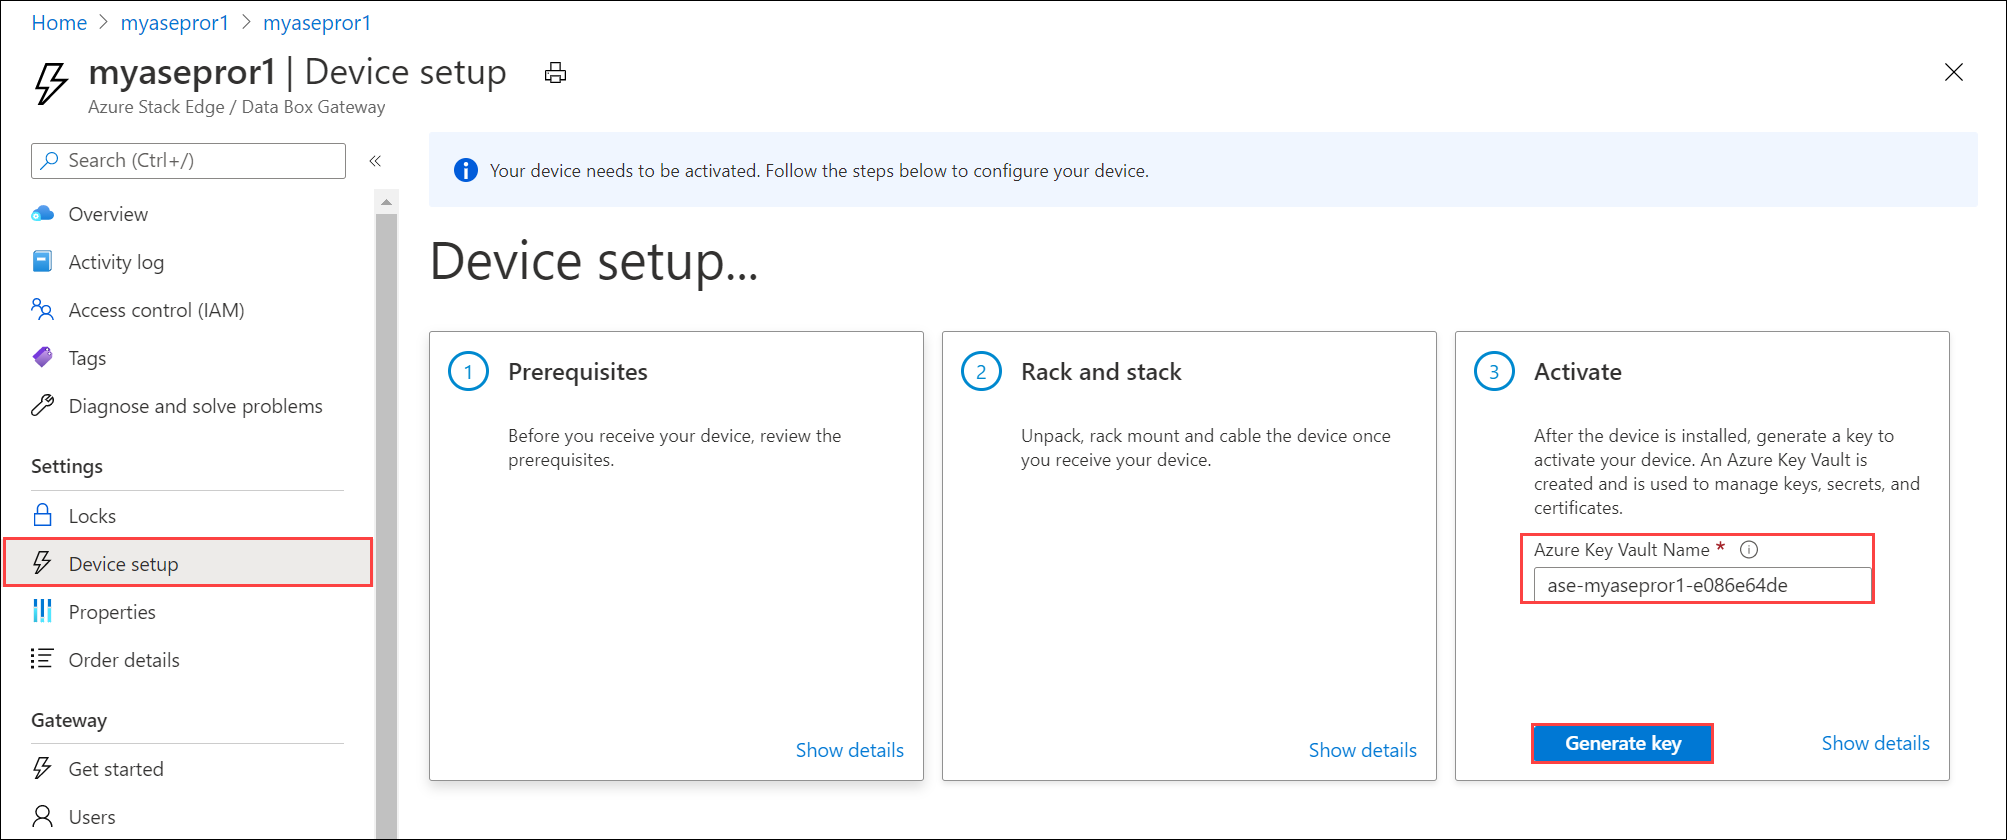 Home > myasepror1 > myasepror1
myasepror1 | Device setup
Azure Stack Edge / Data Box Gateway
Search (Ctrl+/)
«
Overview
Activity log
Access control (IAM)
Tags
Diagnose and solve problems
Settings
Locks
Device setup
Properties
Order details
Gateway
Get started
Users
Your device needs to be activated. Follow the steps below to configure your device.
Device setup...
1 Prerequisites
Before you receive your device, review the
prerequisites.
Show details
2 Rack and stack
Unpack, rack mount and cable the device once
you receive your device.
Show details
3 Activate
After the device is installed, generate a key to
activate your device. An Azure Key Vault is
created and is used to manage keys, secrets, and
certificates.
Azure Key Vault Name *
ase-myasepror1-e086e64de
Generate key
Show details